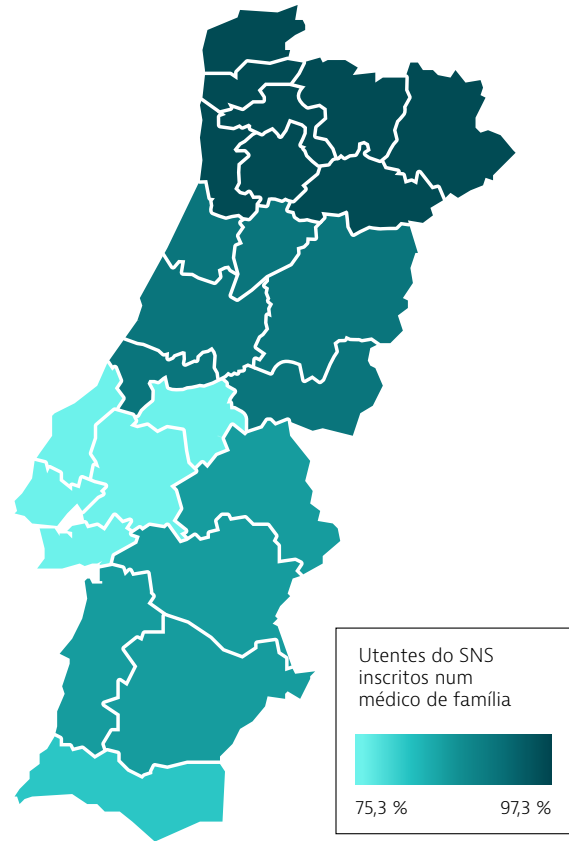 Utentes do SNS
inscritos num
médico de família
75,3 %
97,3 %